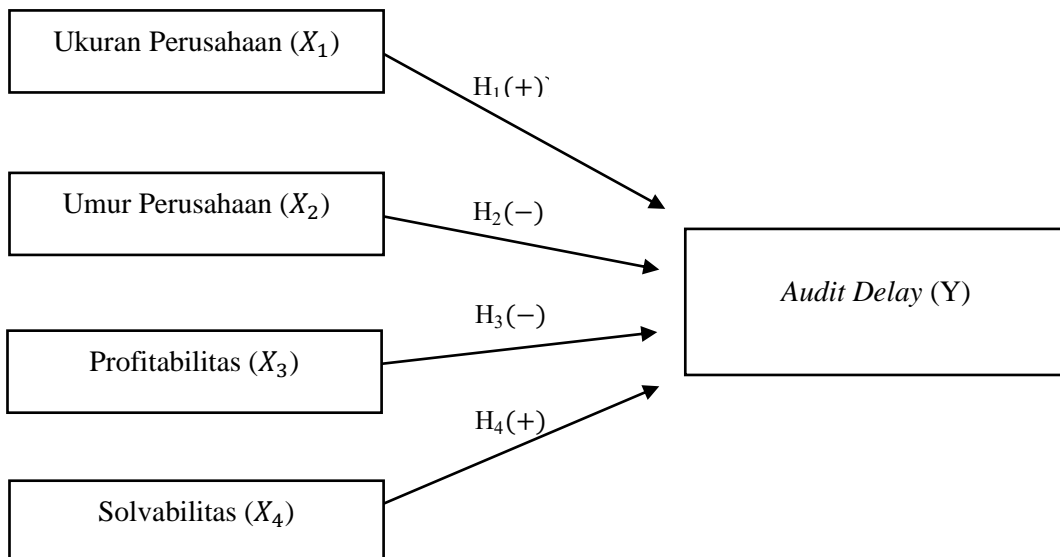 Ukuran Perusahaan (𝑋₁)
H₁(+)`
Umur Perusahaan (𝑋₂)
H₂(−)
Audit Delay (Y)
H₃(−)
Profitabilitas (𝑋₃)
H₄(+)
Solvabilitas (𝑋₄)